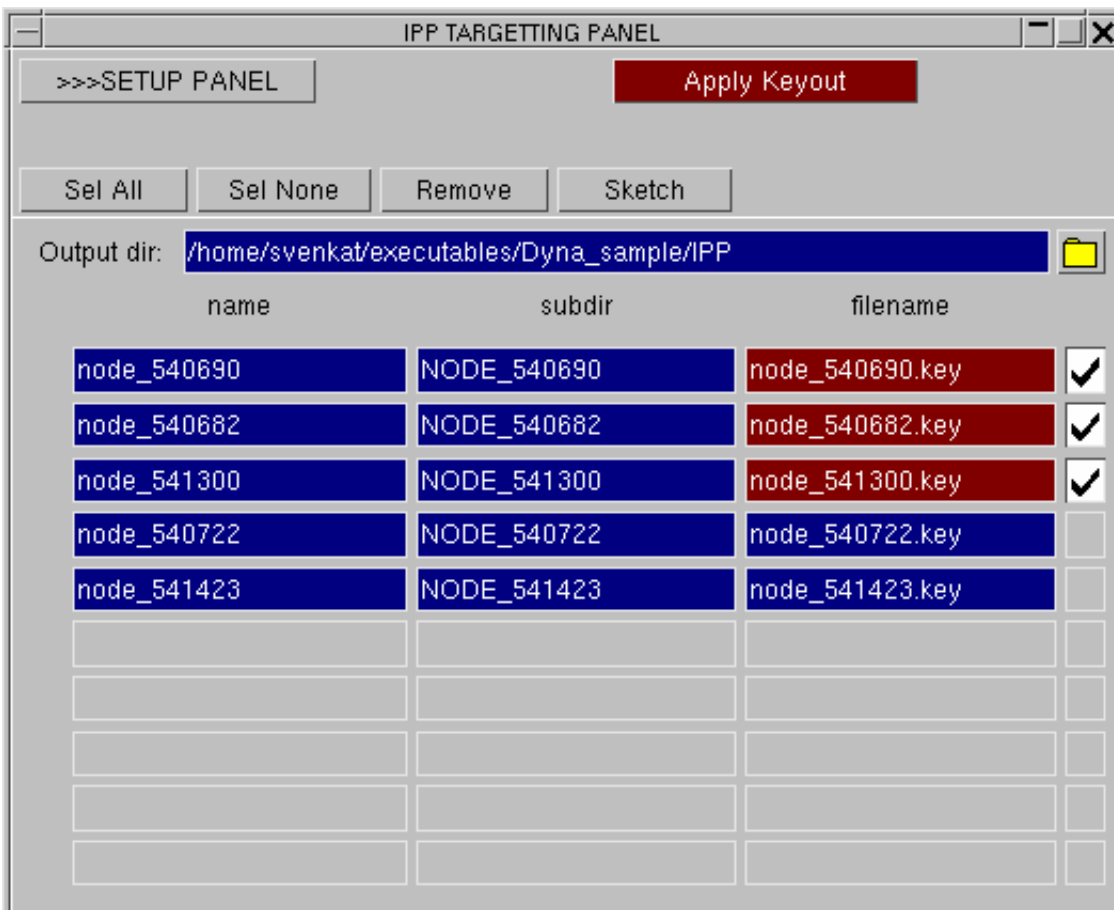 IPP TARGETTING PANEL
>>>SETUP PANEL Apply Keyout
Sel All Sel None Remove Sketch
Output dir: /home/svenkat/executables/Dyna_sample/IPP
name subdir filename
node_540690 NODE_540690 node_540690.key
node_540682 NODE_540682 node_540682.key
node_541300 NODE_541300 node_541300.key
node_540722 NODE_540722 node_540722.key
node_541423 NODE_541423 node_541423.key